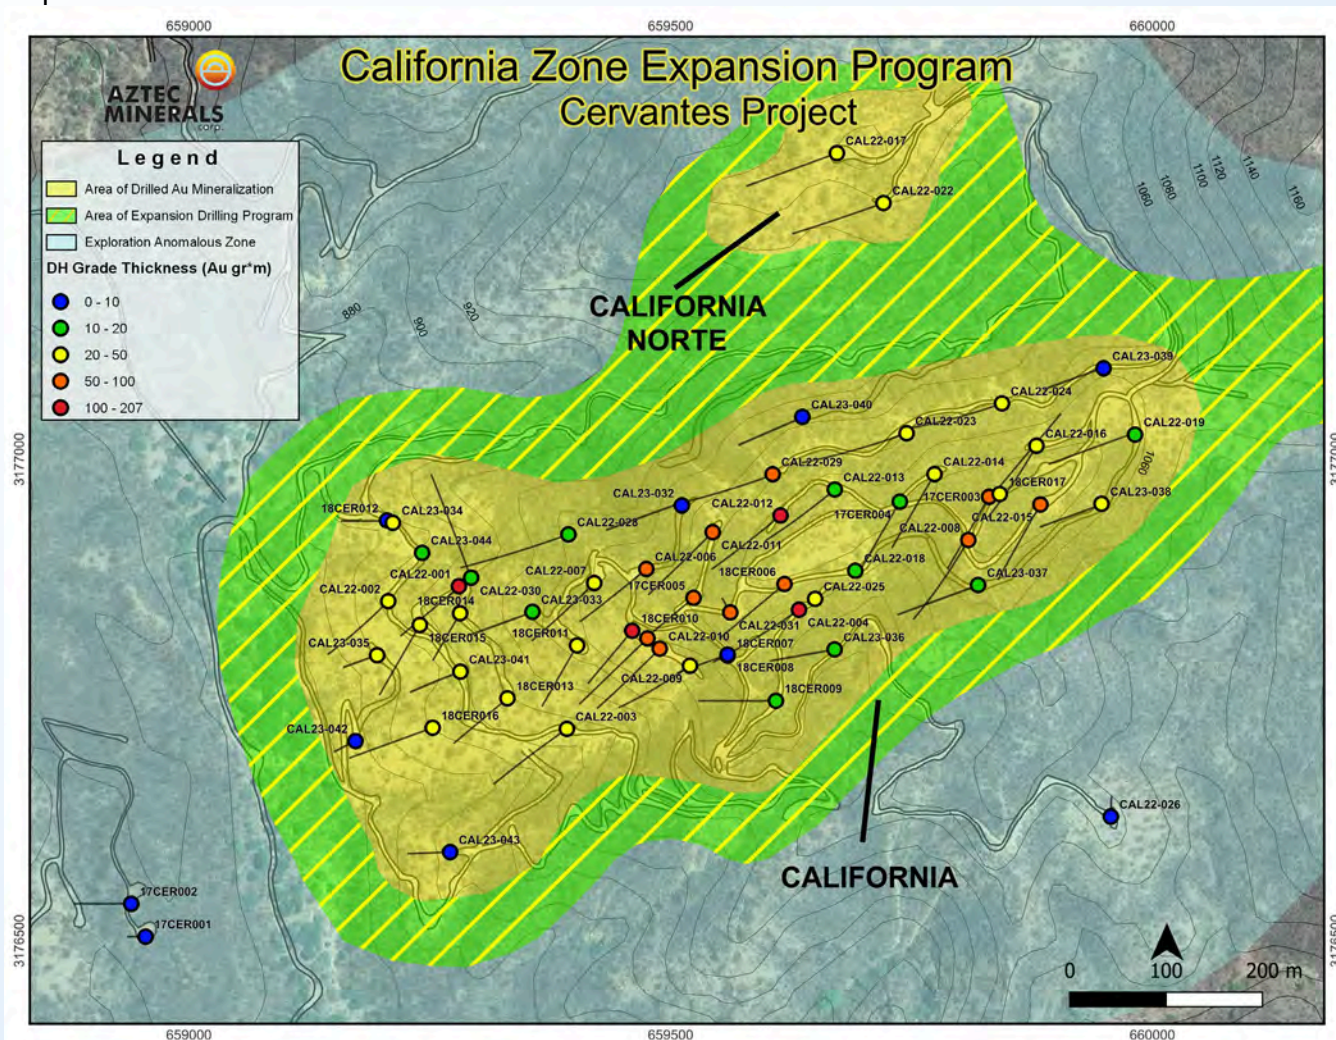 659000
659500
660000
California Zone Expansion Program
Cervantes Project
AZTEC
MINERALS
corp.
Legend
Area of Drilled Au Mineralization
Area of Expansion Drilling Program
Exploration Anomalous Zone
DH Grade Thickness (Au gr*m)
0 - 10
10 - 20
20 - 50
50 - 100
100 - 207
CAL22-017
CAL22-022
1060
1080
1100
1120
1140
1160
880
900
920
CALIFORNIA
NORTE
CAL23-039
CAL22-024
CAL23-040
CAL22-023
CAL22-019
CAL22-016
3177000
3177000
1060
CAL22-029
CAL22-014
CAL22-013
18CER017
17CER003
CAL23-032
CAL22-012
17CER004
CAL22-015
CAL23-038
18CER012
CAL23-034
CAL22-028
CAL22-008
CAL23-044
CAL22-011
CAL22-006
CAL22-018
CAL22-001
CAL22-007
17CER005
18CER006
CAL23-037
CAL22-002
CAL22-030
CAL22-025
18CER014
CAL23-033
18CER010
CAL22-031
CAL22-004
18CER015
18CER011
CAL22-010
18CER007
CAL23-036
CAL23-035
18CER008
CAL23-041
CAL22-009
18CER009
18CER013
18CER016
CAL22-003
CAL23-042
CAL22-026
CAL23-043
CALIFORNIA
17CER002
17CER001
3176500
3176500
0 100 200 m
659000
659500
660000